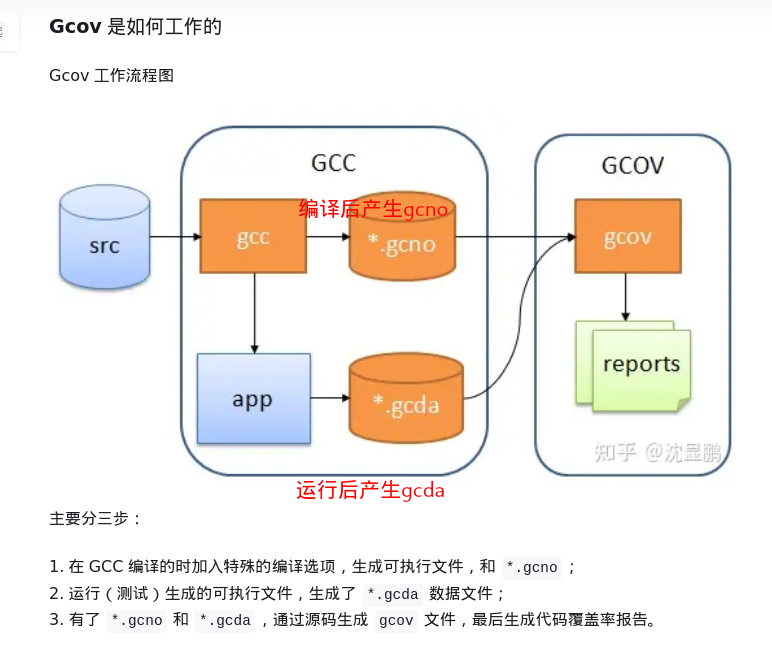 Gcov 是如何工作的
Gcov 工作流程图
GCC
GCOV
编译后产生gcno
src
gcc
*.gcno
gcov
app
*.gcda
reports
知乎 @沈显鹏
运行后产生gcda
主要分三步：
1. 在 GCC 编译的时加入特殊的编译选项，生成可执行文件，和 *.gcno ；
2. 运行（测试）生成的可执行文件，生成了 *.gcda 数据文件；
3. 有了 *.gcno 和 *.gcda ，通过源码生成 gcov 文件，最后生成代码覆盖率报告。